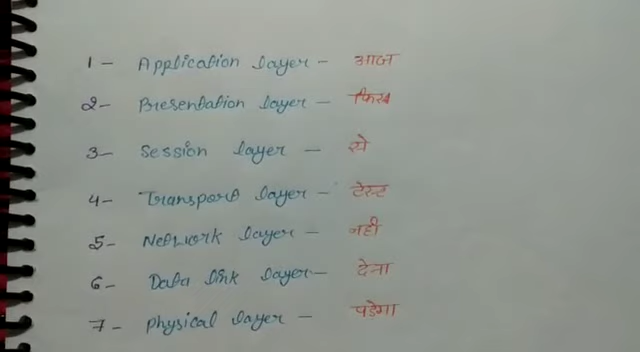 1- Application layer - आज
2- Presentation layer - फिर
3- Session layer - से
4- Transport layer - टेस्ट
5- Network layer - नही
6- Data link layer - देना
7- physical layer - पड़ेगा